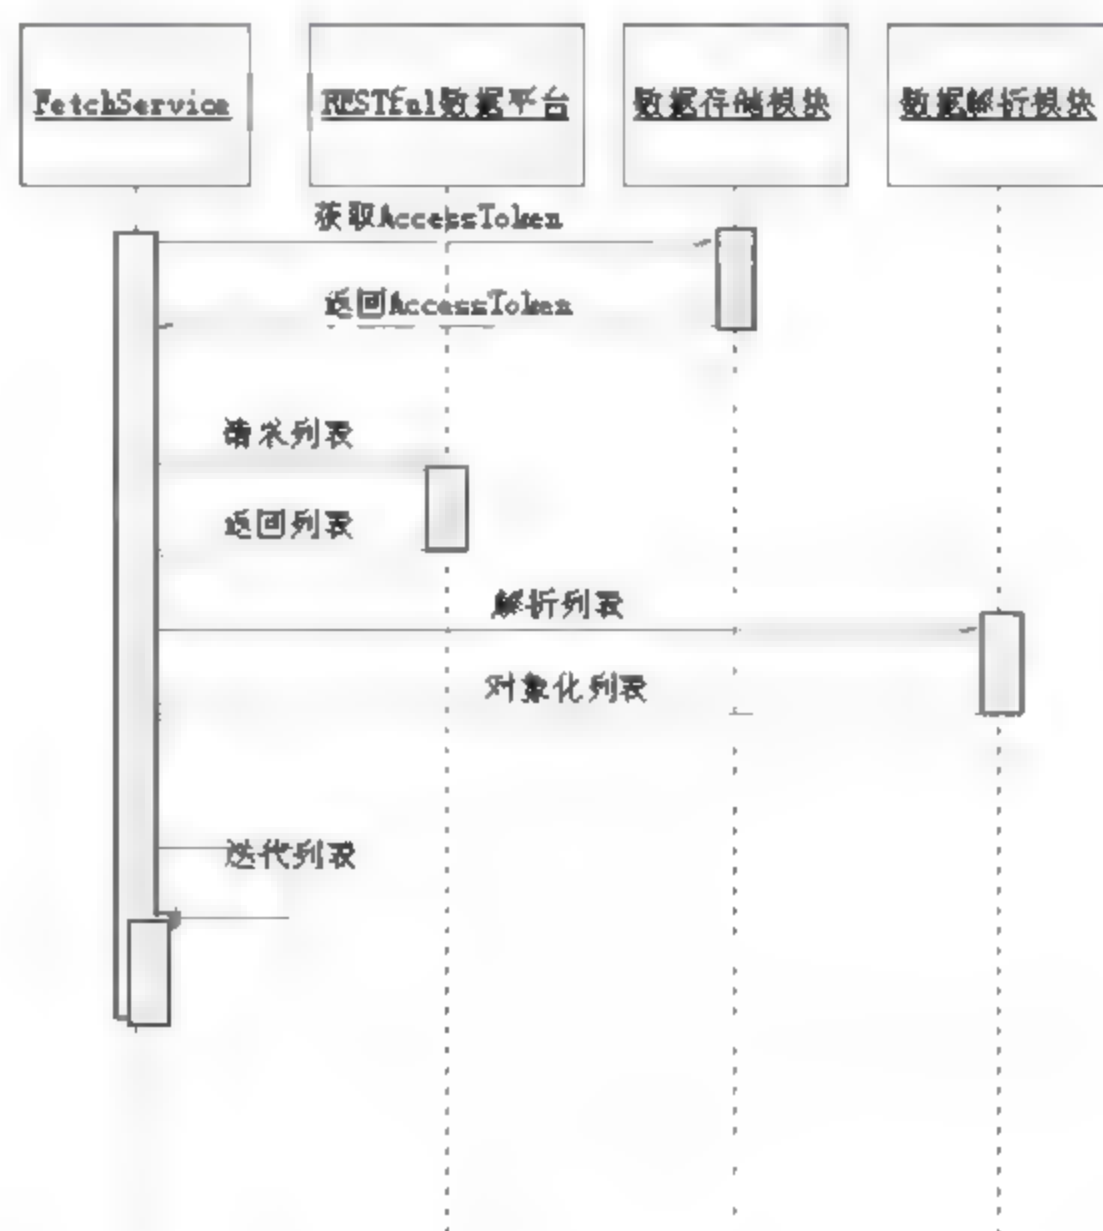 FetchService
RESTful数据平台
数据存储模块
数据解析模块
获取AccessToken
返回AccessToken
请求列表
返回列表
解析列表
对象化列表
迭代列表